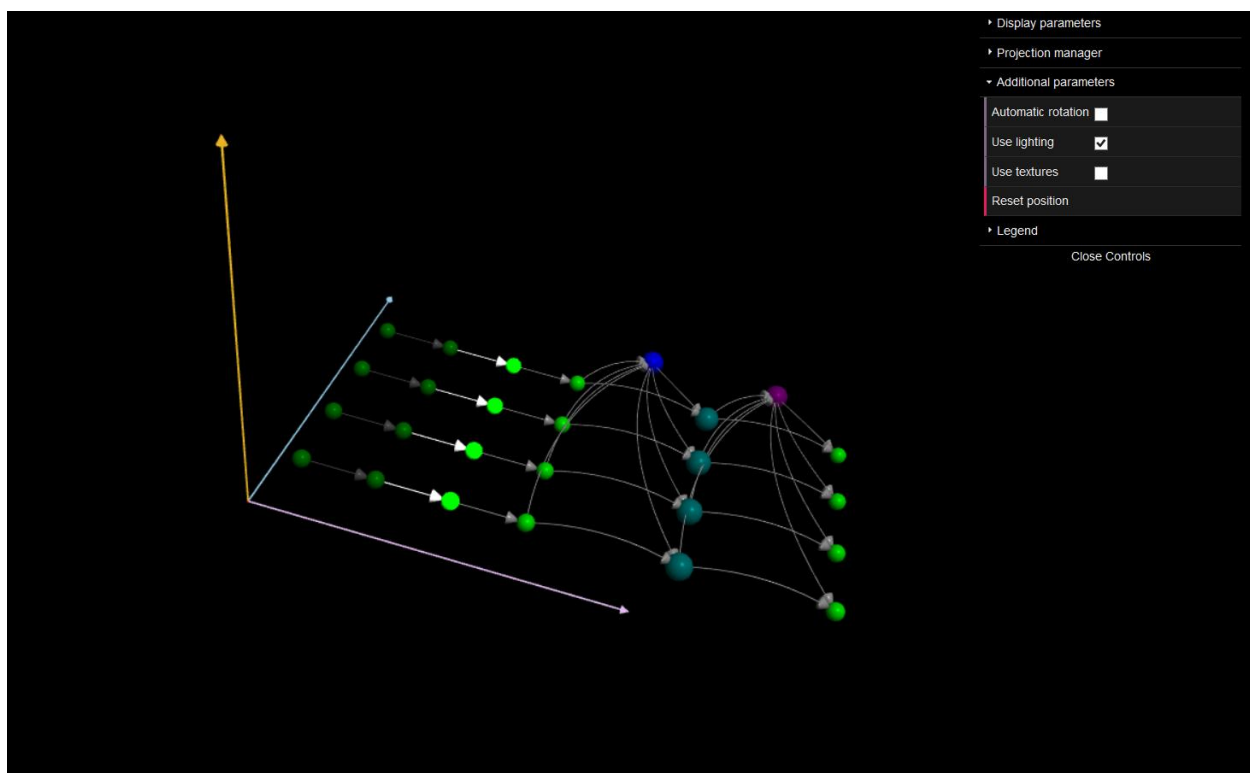 Display parameters
Projection manager
Additional parameters
Automatic rotation
Use lighting
Use textures
Reset position
Legend
Close Controls